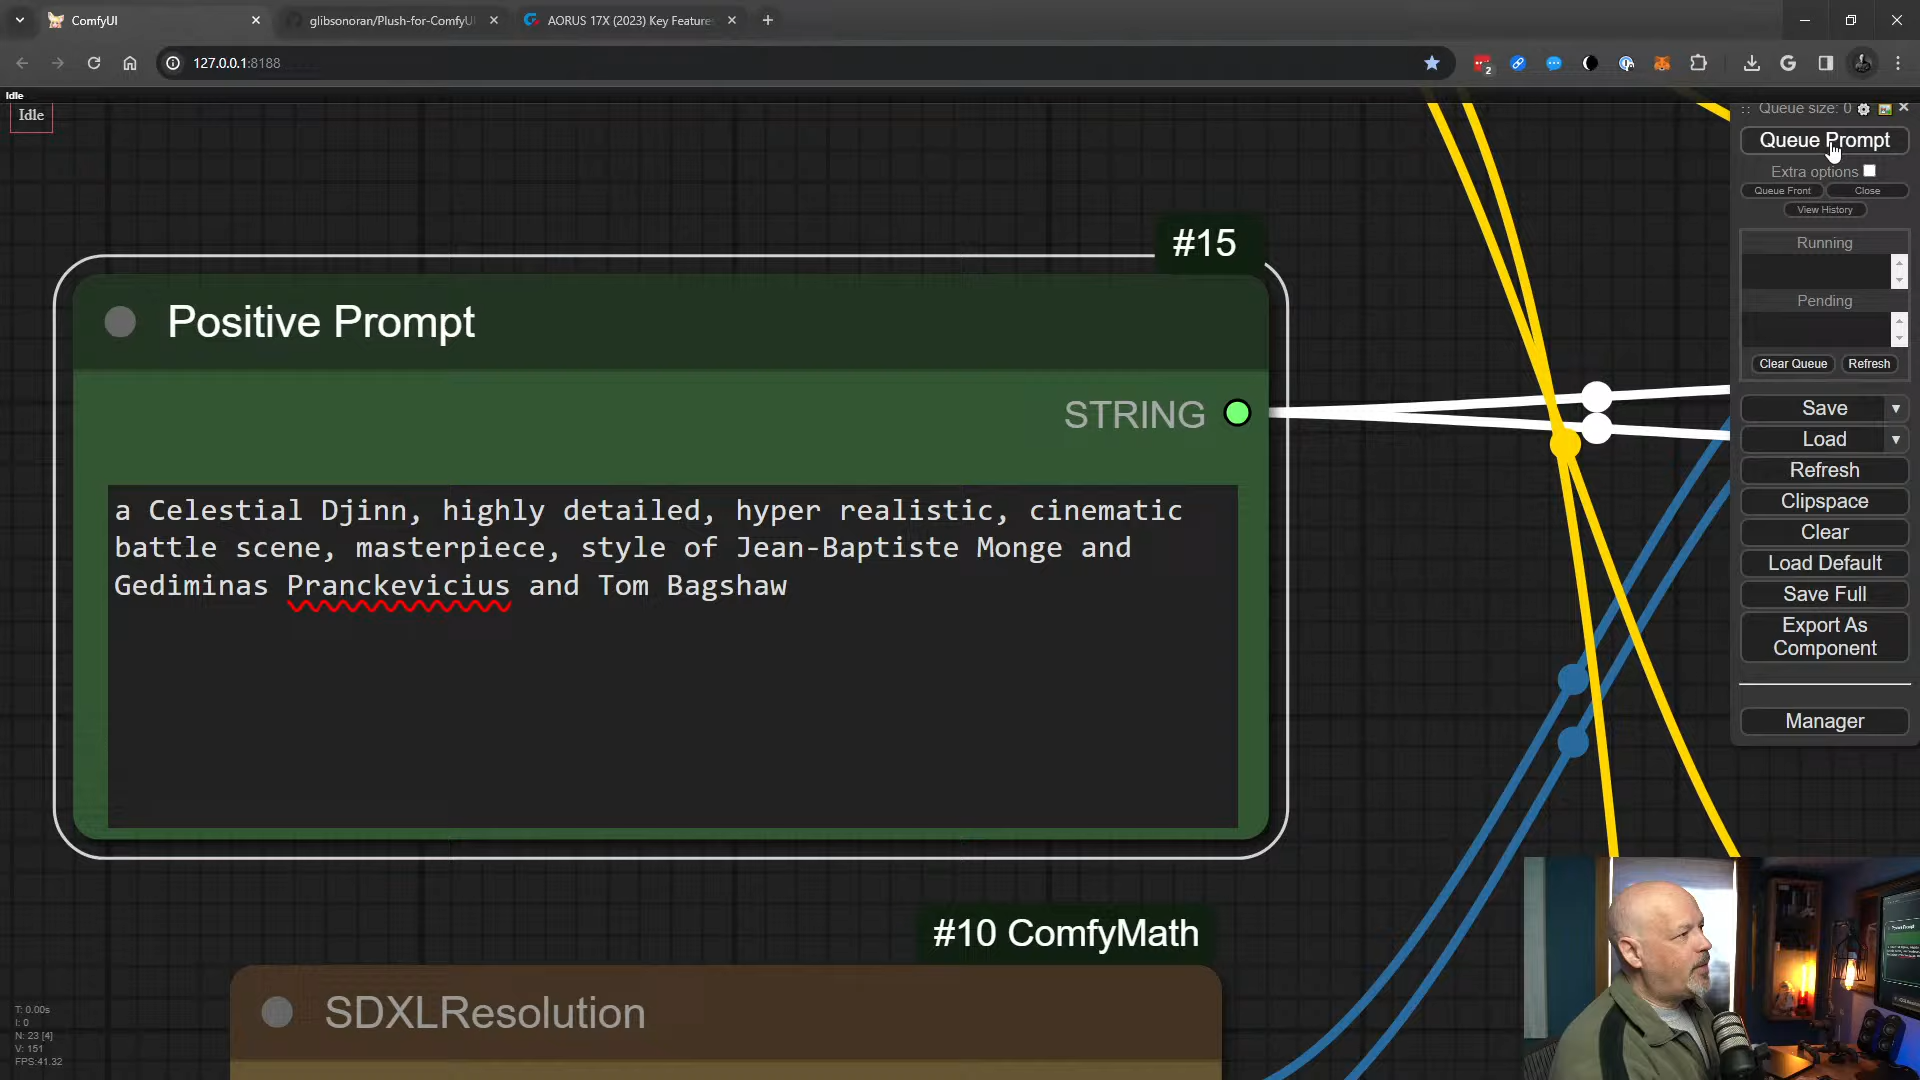 ComfyUI
glibsonoran/Plush-for-ComfyUI
AORUS 17X (2023) Key Feature
127.0.0.1:8188
2
Idle
Idle
Queue size: 0
Queue Prompt
Extra options
Queue Front
Close
View History
Running
Pending
Clear Queue
Refresh
Save
Load
Refresh
Clipspace
Clear
Load Default
Save Full
Export As
Component
Manager
#15
Positive Prompt
STRING
a Celestial Djinn, highly detailed, hyper realistic, cinematic
battle scene, masterpiece, style of Jean-Baptiste Monge and
Gediminas Pranckevicius and Tom Bagshaw
#10 ComfyMath
SDXLResolution
T: 0.00s
I: 0
N: 23 [4]
V: 151
FPS:41.32